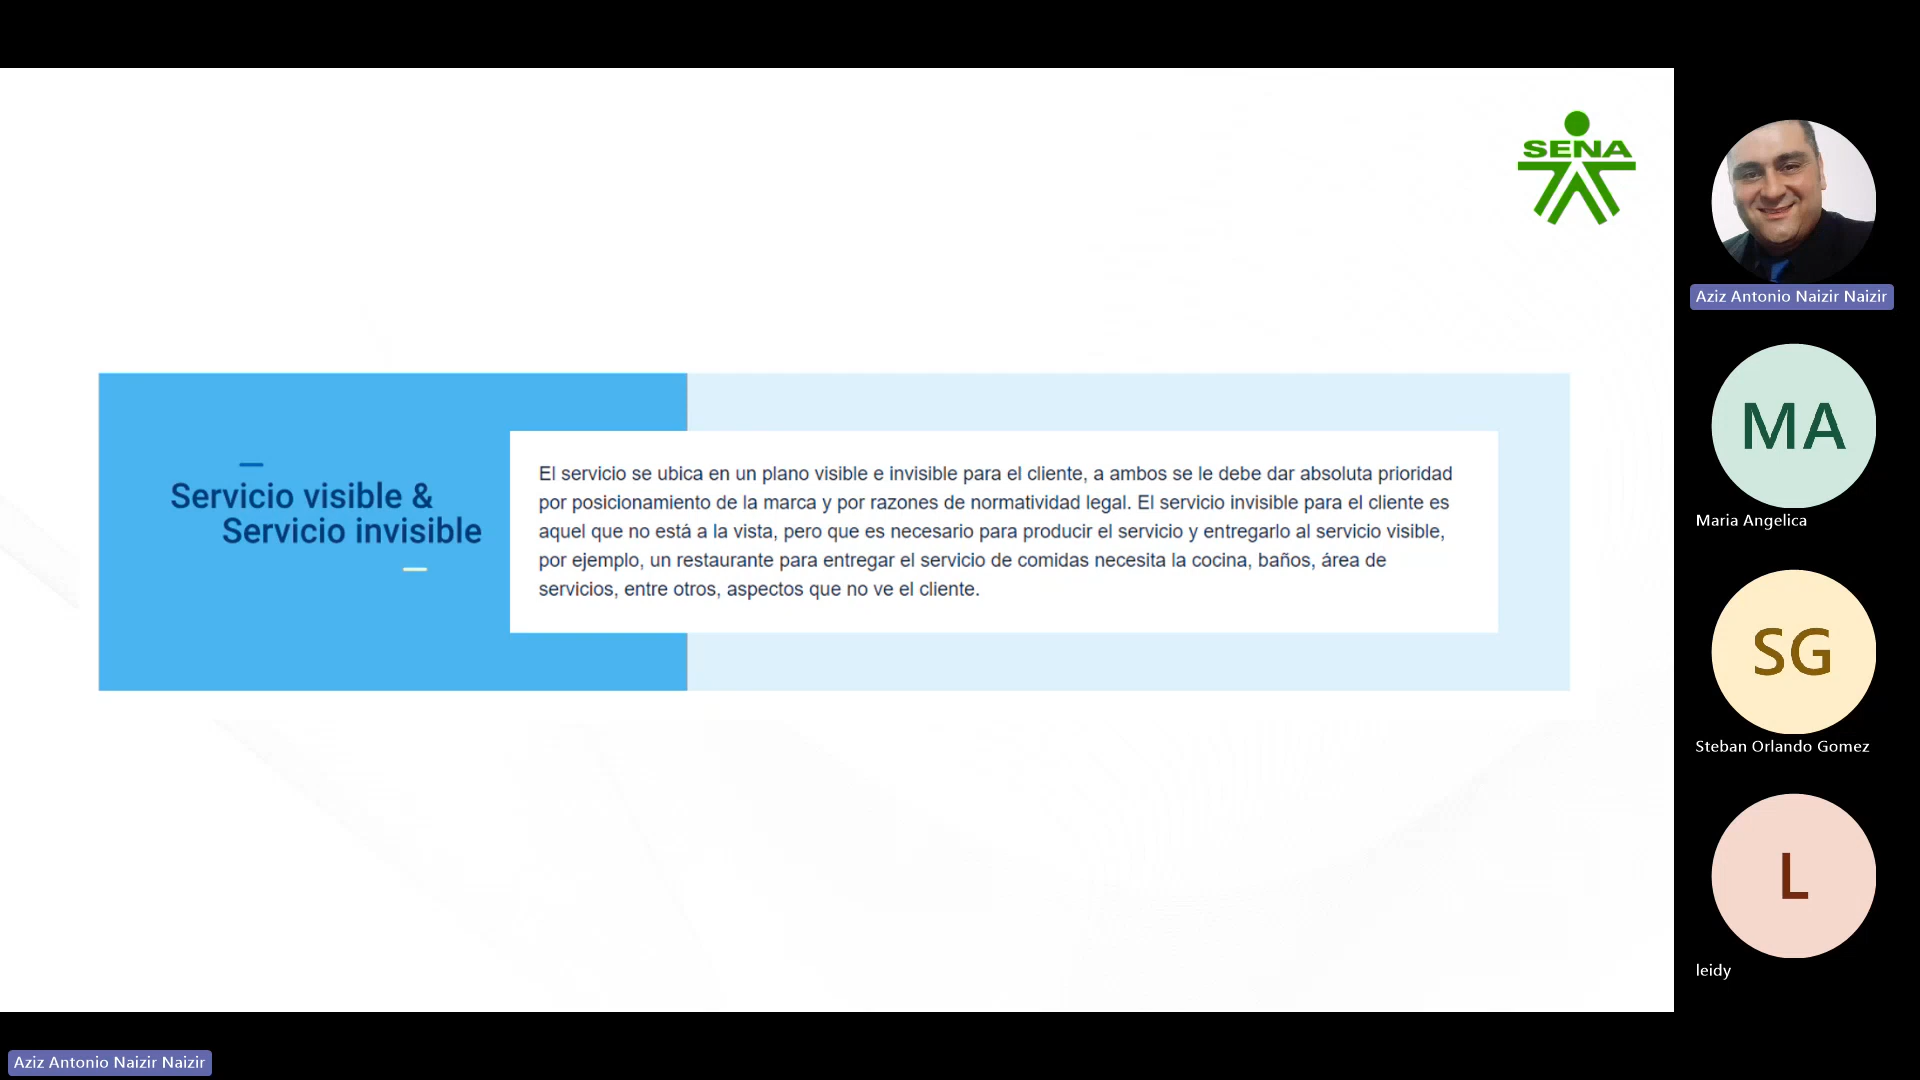 SENA
Servicio visible &
Servicio invisible
El servicio se ubica en un plano visible e invisible para el cliente, a ambos se le debe dar absoluta prioridad
por posicionamiento de la marca y por razones de normatividad legal. El servicio invisible para el cliente es
aquel que no está a la vista, pero que es necesario para producir el servicio y entregarlo al servicio visible,
por ejemplo, un restaurante para entregar el servicio de comidas necesita la cocina, baños, área de
servicios, entre otros, aspectos que no ve el cliente.
Aziz Antonio Naizir Naizir
MA
Maria Angelica
SG
Steban Orlando Gomez
L
leidy
Aziz Antonio Naizir Naizir